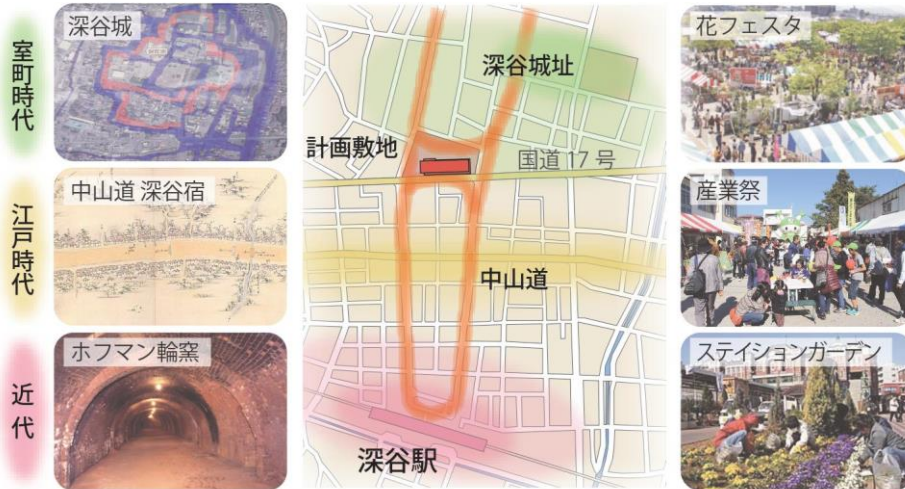 室町時代
深谷城
江戸時代
中山道 深谷宿
近代
ホフマン輪窯
深谷城址
計画敷地
国道 17 号
中山道
深谷駅
花フェスタ
産業祭
ステイションガーデン